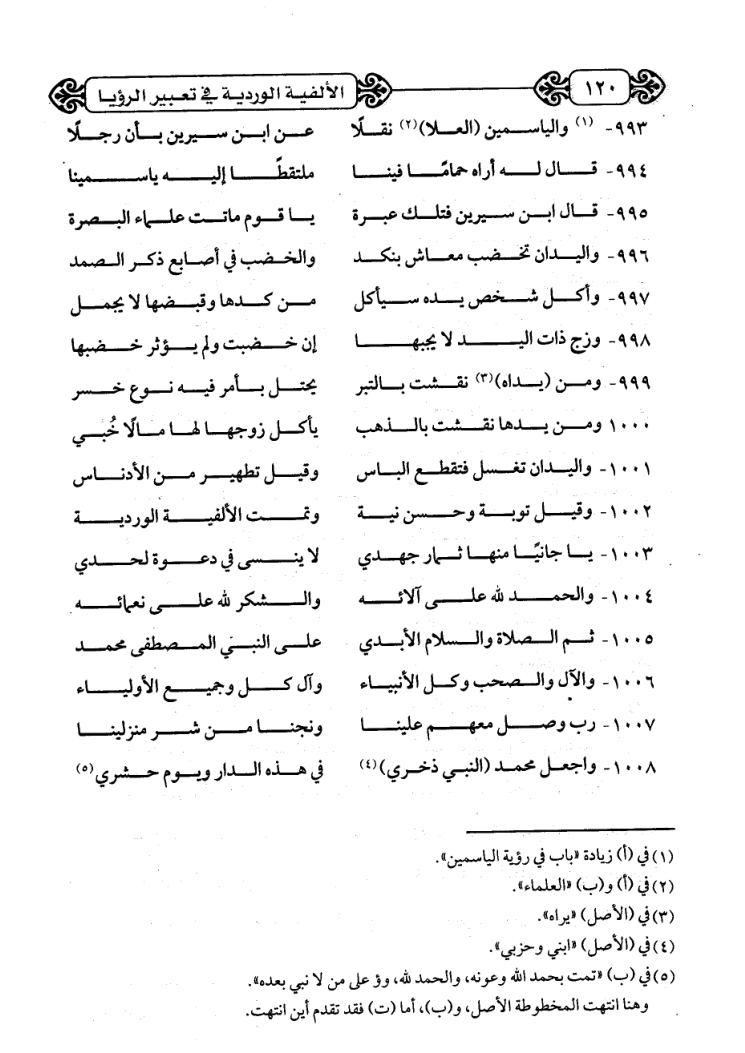 ١٢٠ الألفية الوردية في تعبير الرؤيا
٩٩٣- (١) والياسمين (العلا)(٢) نقلًا عن ابن سيرين بأن رجلًا
٩٩٤- قال له أراه حمامًا فينا ملتقطًا إليه ياسمينا
٩٩٥- قال ابن سيرين فتلك عبرة يا قوم ماتت علماء البصرة
٩٩٦- واليدان تخضب معاش بنكد والخضب في أصابع ذكر الصمد
٩٩٧- وأكل شخص يده سيأكل من كدها وقبضها لا يجمل
٩٩٨- وزج ذات اليد لا يجبها إن خضبت ولم يؤثر خضبها
٩٩٩- ومن (يداه)(٣) نقشت بالتبر يحتل بأمر فيه نوع خسر
١٠٠٠ ومن يدها نقشت بالذهب يأكل زوجها لها مالًا خُبي
١٠٠١- واليدان تغسل فتقطع الباس وقيل تطهير من الأدناس
١٠٠٢- وقيل توبة وحسن نية وتمت الألفية الوردية
١٠٠٣- يا جانيًا منها ثمار جهدي لا ينسى في دعوة لحدي
١٠٠٤- والحمد لله على آلائه والشكر لله على نعمائه
١٠٠٥- ثم الصلاة والسلام الأبدي على النبي المصطفى محمد
١٠٠٦- والآل والصحب وكل الأنبياء وآل كل وجميع الأولياء
١٠٠٧- رب وصل معهم علينا ونجنا من شر منزلينا
١٠٠٨- واجعل محمد (النبي ذخري)(٤) في هذه الدار ويوم حشري(٥)
(١) في (أ) زيادة «باب في رؤية الياسمين».
(٢) في (أ) و(ب) «العلماء».
(٣) في (الأصل) «يراه».
(٤) في (الأصل) «ابني وحزبي».
(٥) في (ب) «تمت بحمد الله وعونه، والحمد لله، وؤ على من لا نبي بعده».
وهنا انتهت المخطوطة الأصل، و(ب)، أما (ت) فقد تقدم أين انتهت.